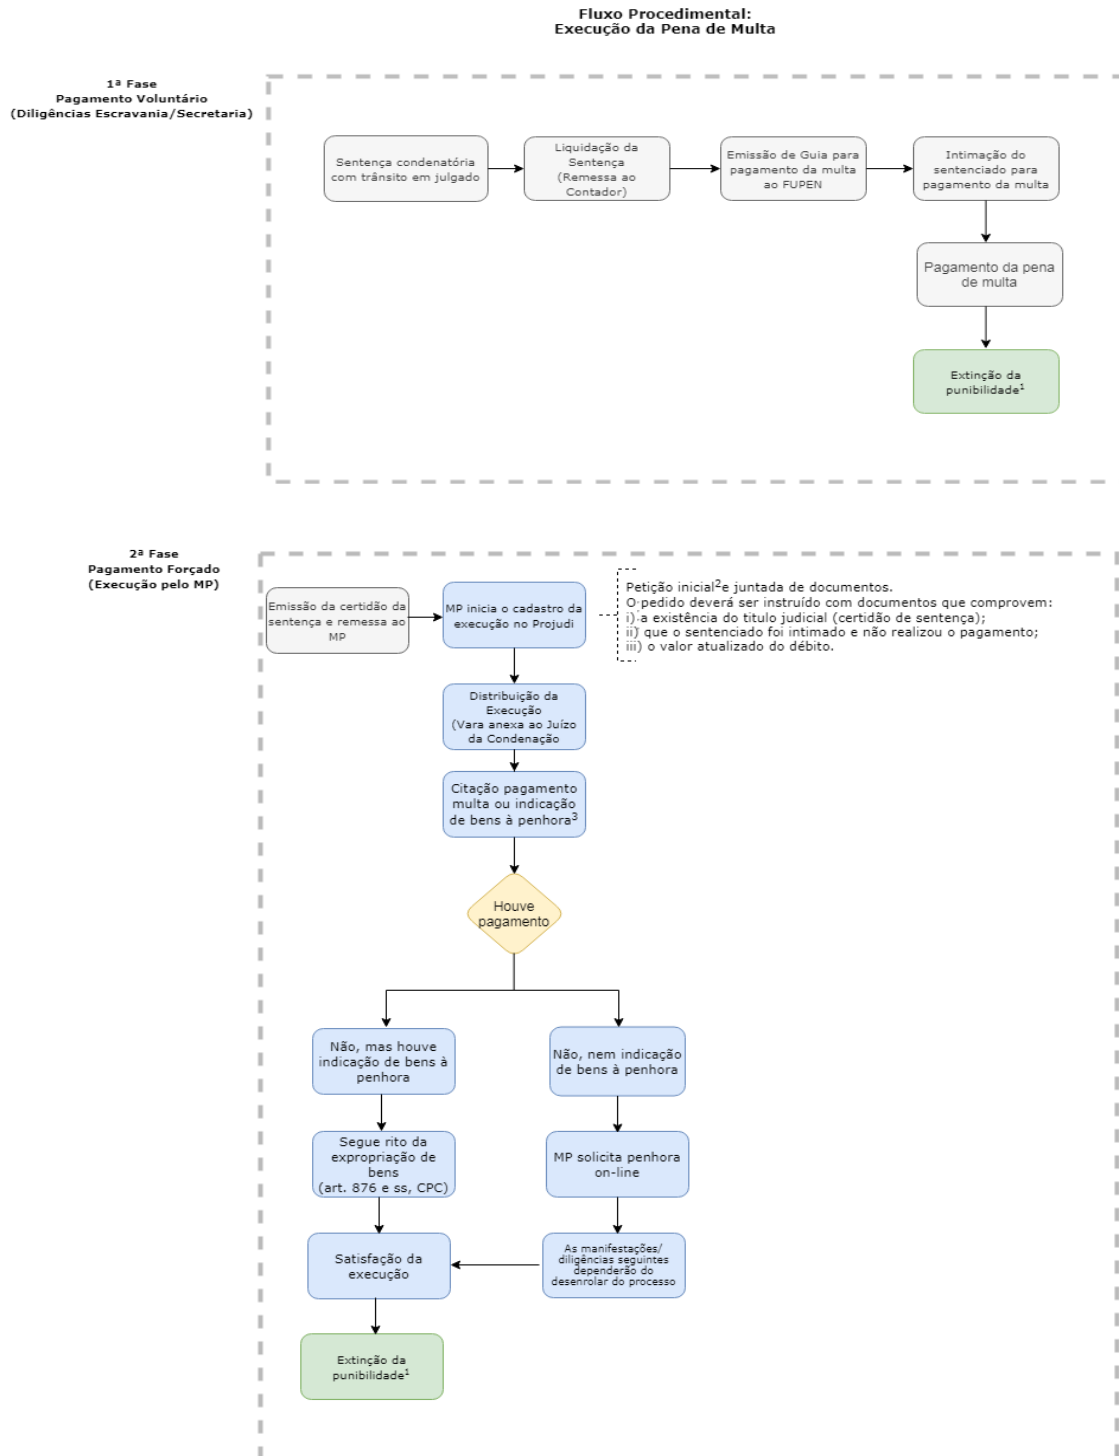 Fluxo Procedimental:
Execução da Pena de Multa
1ª Fase
Pagamento Voluntário
(Diligências Escravania/Secretaria)
Sentença condenatória
com trânsito em julgado
Liquidação da
Sentença
(Remessa ao
Contador)
Emissão de Guia para
pagamento da multa
ao FUPEN
Intimação do
sentenciado para
pagamento da multa
Pagamento da pena
de multa
Extinção da
punibilidade¹
2ª Fase
Pagamento Forçado
(Execução pelo MP)
Emissão da certidão da
sentença e remessa ao
MP
MP inicia o cadastro da
execução no Projudi
Petição inicial²e juntada de documentos.
O pedido deverá ser instruído com documentos que comprovem:
i) a existência do titulo judicial (certidão de sentença);
ii) que o sentenciado foi intimado e não realizou o pagamento;
iii) o valor atualizado do débito.
Distribuição da
Execução
(Vara anexa ao Juízo
da Condenação
Citação pagamento
multa ou indicação
de bens à penhora³
Houve
pagamento
Não, mas houve
indicação de bens à
penhora
Não, nem indicação
de bens à penhora
Segue rito da
expropriação de
bens
(art. 876 e ss, CPC)
MP solicita penhora
on-line
Satisfação da
execução
As manifestações/
diligências seguintes
dependerão do
desenrolar do processo
Extinção da
punibilidade¹